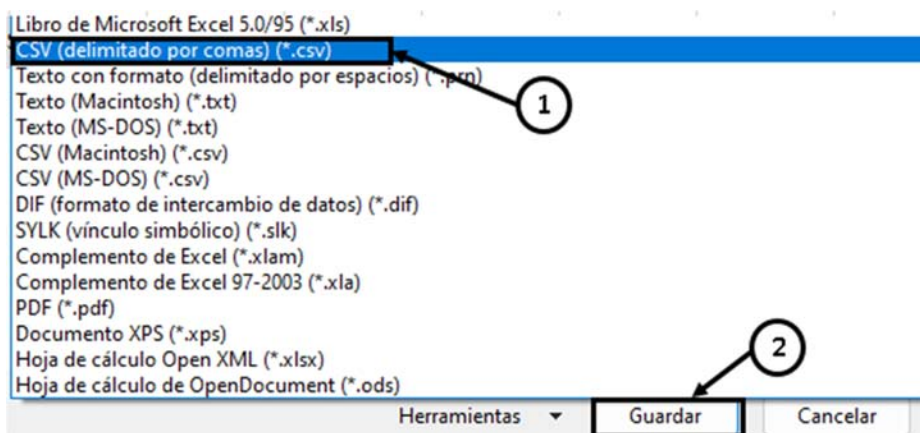 Libro de Microsoft Excel 5.0/95 (*.xls)
CSV (delimitado por comas) (*.csv)
Texto con formato (delimitado por espacios) (*.prn)
1
Texto (Macintosh) (*.txt)
Texto (MS-DOS) (*.txt)
CSV (Macintosh) (*.csv)
CSV (MS-DOS) (*.csv)
DIF (formato de intercambio de datos) (*.dif)
SYLK (vínculo simbólico) (*.slk)
Complemento de Excel (*.xlam)
Complemento de Excel 97-2003 (*.xla)
PDF (*.pdf)
Documento XPS (*.xps)
2
Hoja de cálculo Open XML (*.xlsx)
Hoja de cálculo de OpenDocument (*.ods)
Herramientas Guardar Cancelar